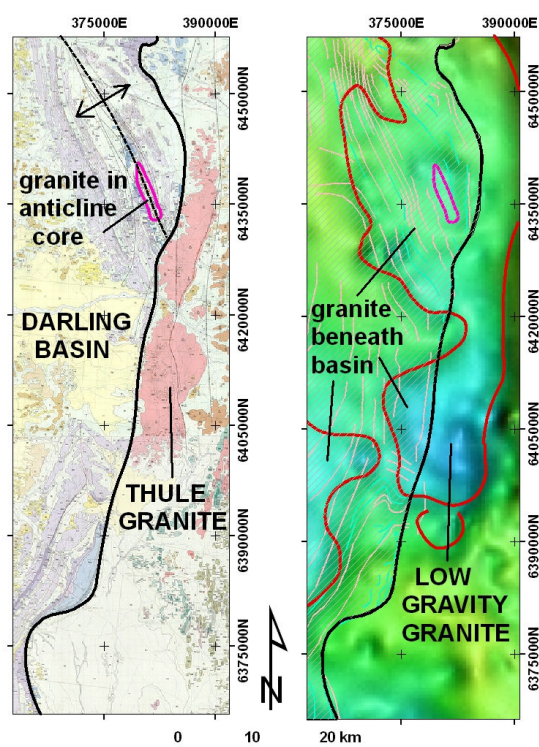 375000E 390000E
375000E 390000E
6450000N
6435000N
6420000N
6405000N
6390000N
6375000N
granite in
anticline
core
DARLING
BASIN
THULE
GRANITE
N
0 10 20 km
granite
beneath
basin
LOW
GRAVITY
GRANITE
6450000N
6435000N
6420000N
6405000N
6390000N
6375000N